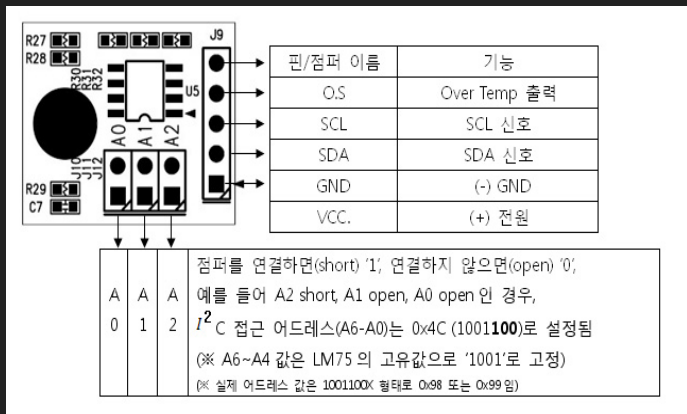 J9
R27
R28
R30
R31
R32
U5
A0 A1 A2
J10
J11
J12
R29
C7
핀/점퍼 이름 기능
O.S Over Temp 출력
SCL SCL 신호
SDA SDA 신호
GND (-) GND
VCC. (+) 전원
A0 A1 A2
점퍼를 연결하면(short) '1', 연결하지 않으면(open) '0',
예를 들어 A2 short, A1 open, A0 open 인 경우,
I²C 접근 어드레스(A6-A0)는 0x4C (1001100)로 설정됨
(※ A6~A4 값은 LM75 의 고유값으로 '1001'로 고정)
(※ 실제 어드레스 값은 1001100X 형태로 0x98 또는 0x99 임)